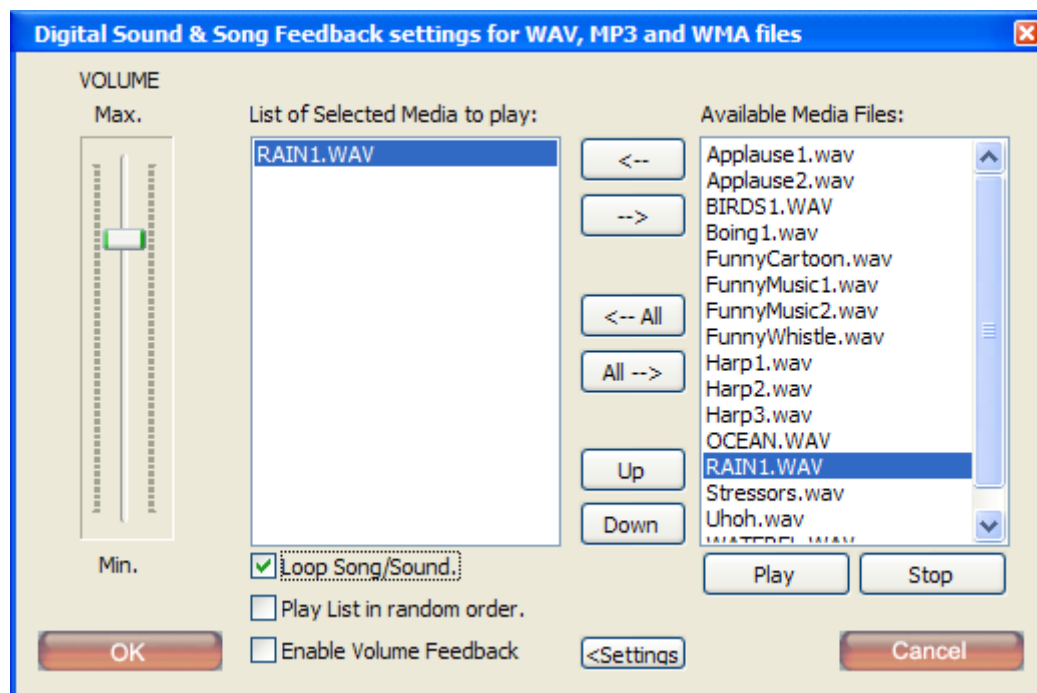 Digital Sound & Song Feedback settings for WAV, MP3 and WMA files
VOLUME
Max.
Min.
List of Selected Media to play:
RAIN1.WAV
<--
-->
<-- All
All -->
Up
Down
Available Media Files:
Applause1.wav
Applause2.wav
BIRDS1.WAV
Boing1.wav
FunnyCartoon.wav
FunnyMusic1.wav
FunnyMusic2.wav
FunnyWhistle.wav
Harp1.wav
Harp2.wav
Harp3.wav
OCEAN.WAV
RAIN1.WAV
Stressors.wav
Uhoh.wav
Play
Stop
Loop Song/Sound.
Play List in random order.
Enable Volume Feedback
<Settings
OK
Cancel